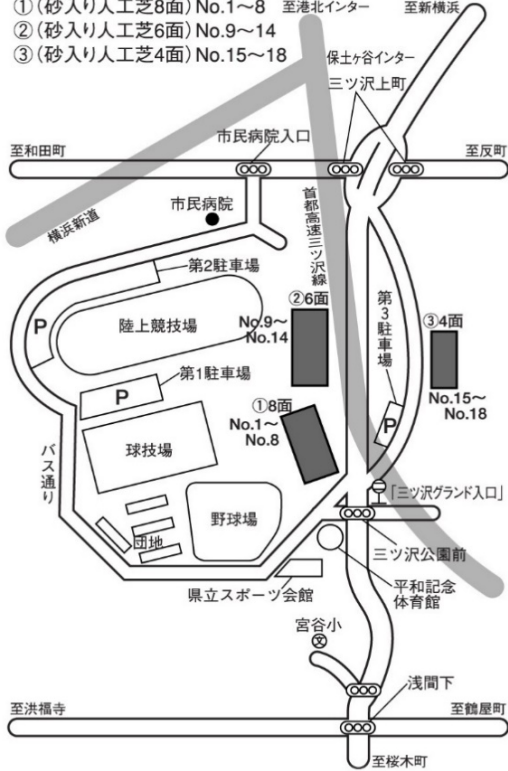 ①(砂入り人工芝8面)No.1〜8
②(砂入り人工芝6面)No.9〜14
③(砂入り人工芝4面)No.15〜18
至港北インター
至新横浜
保土ヶ谷インター
三ツ沢上町
市民病院入口
至和田町
至反町
市民病院
横浜新道
首都高速三ツ沢線
第2駐車場
P
陸上競技場
②6面
No.9〜
No.14
第3駐車場
③4面
No.15〜
No.18
第1駐車場
P
①8面
No.1〜
No.8
P
球技場
バス通り
「三ツ沢グランド入口」
野球場
団地
三ツ沢公園前
県立スポーツ会館
平和記念
体育館
宮谷小
文
浅間下
至洪福寺
至鶴屋町
至桜木町